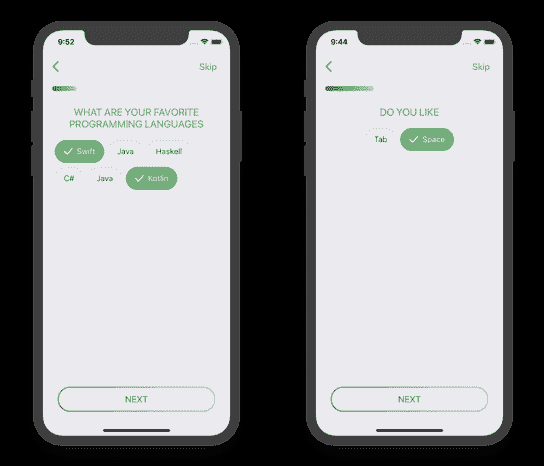 9:52
Skip
WHAT ARE YOUR FAVORITE
PROGRAMMING LANGUAGES
Swift Java Haskell
C# Java Kotlin
NEXT
9:44
Skip
DO YOU LIKE
Tab Space
NEXT